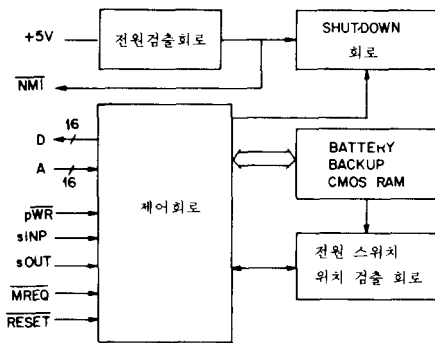 +5V
전원검출회로
SHUT-DOWN
회로
NMI
16
D
A
16
제어회로
BATTERY
BACKUP
CMOS RAM
pWR
sINP
sOUT
MREQ
RESET
전원 스위치
위치 검출 회로